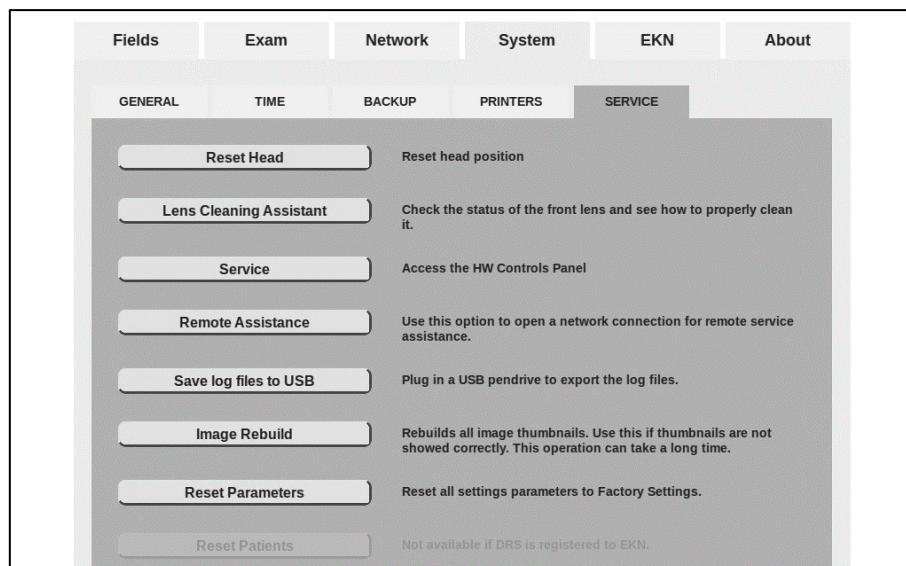 Fields Exam Network System EKN About
GENERAL TIME BACKUP PRINTERS SERVICE
Reset Head Reset head position
Lens Cleaning Assistant Check the status of the front lens and see how to properly clean
it.
Service Access the HW Controls Panel
Remote Assistance Use this option to open a network connection for remote service
assistance.
Save log files to USB Plug in a USB pendrive to export the log files.
Image Rebuild Rebuilds all image thumbnails. Use this if thumbnails are not
showed correctly. This operation can take a long time.
Reset Parameters Reset all settings parameters to Factory Settings.
Reset Patients Not available if DRS is registered to EKN.